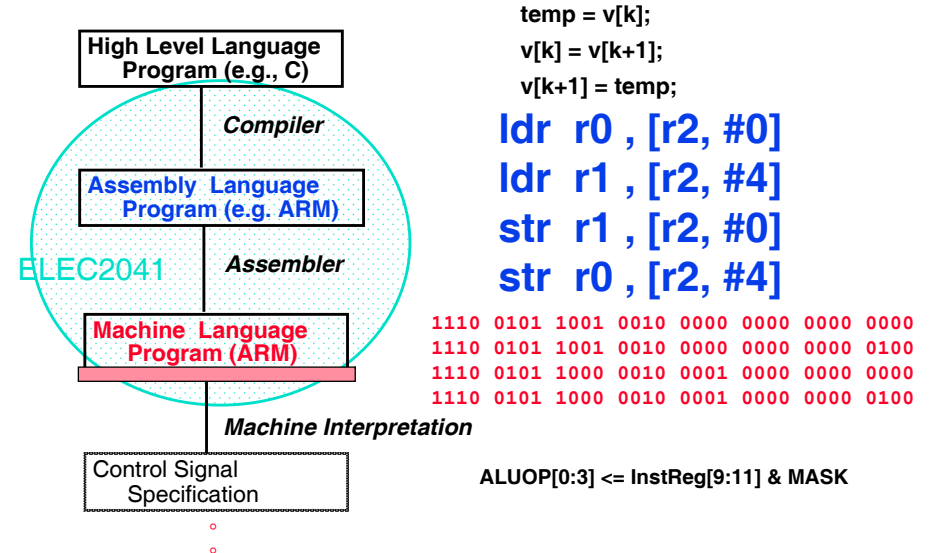 High Level Language
Program (e.g., C)
Compiler
Assembly Language
Program (e.g. ARM)
ELEC2041
Assembler
Machine Language
Program (ARM)
Machine Interpretation
Control Signal
Specification
temp = v[k];
v[k] = v[k+1];
v[k+1] = temp;
ldr r0 , [r2, #0]
ldr r1 , [r2, #4]
str r1 , [r2, #0]
str r0 , [r2, #4]
1110 0101 1001 0010 0000 0000 0000 0000
1110 0101 1001 0010 0000 0000 0000 0100
1110 0101 1000 0010 0001 0000 0000 0000
1110 0101 1000 0010 0001 0000 0000 0100
ALUOP[0:3] <= InstReg[9:11] & MASK